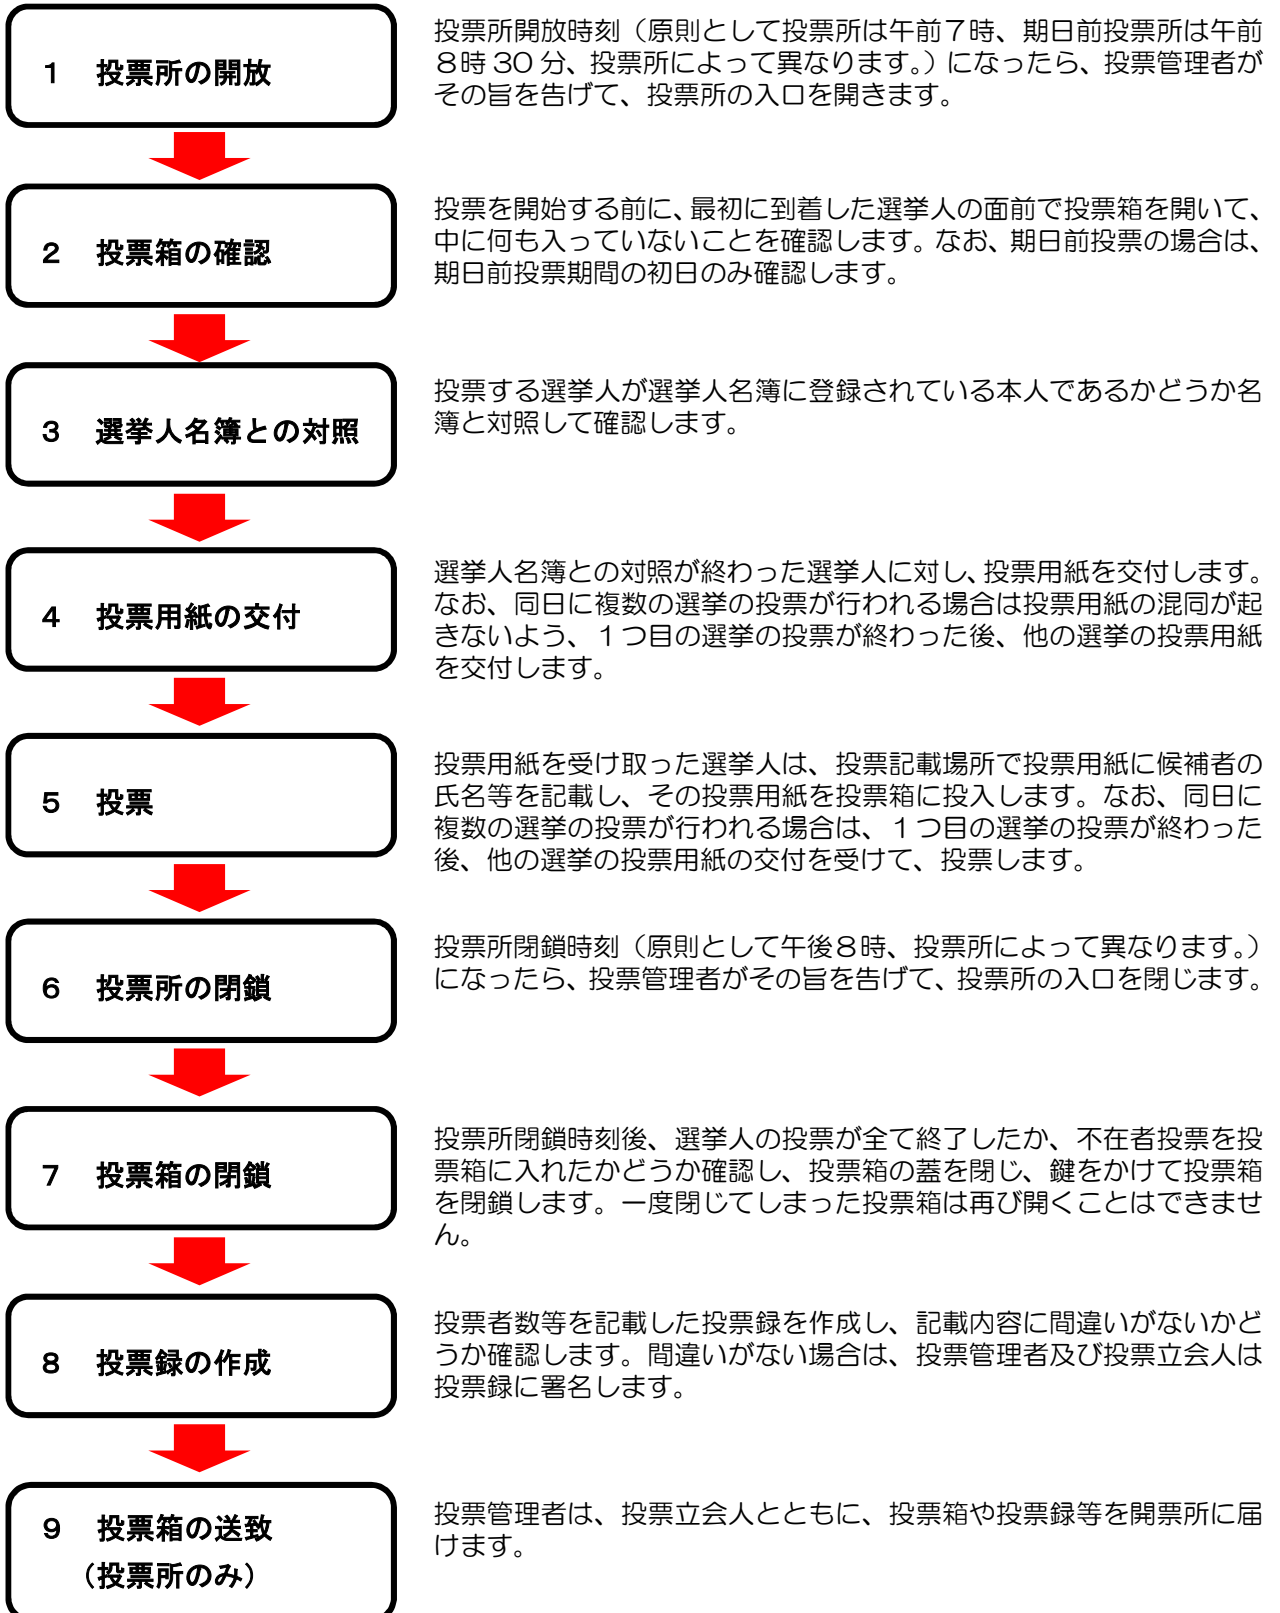 1 投票所の開放
投票所開放時刻（原則として投票所は午前７時、期日前投票所は午前
８時 30 分、投票所によって異なります。）になったら、投票管理者が
その旨を告げて、投票所の入口を開きます。
2 投票箱の確認
投票を開始する前に、最初に到着した選挙人の面前で投票箱を開いて、
中に何も入っていないことを確認します。なお、期日前投票の場合は、
期日前投票期間の初日のみ確認します。
3 選挙人名簿との対照
投票する選挙人が選挙人名簿に登録されている本人であるかどうか名
簿と対照して確認します。
4 投票用紙の交付
選挙人名簿との対照が終わった選挙人に対し、投票用紙を交付します。
なお、同日に複数の選挙の投票が行われる場合は投票用紙の混同が起
きないよう、１つ目の選挙の投票が終わった後、他の選挙の投票用紙
を交付します。
5 投票
投票用紙を受け取った選挙人は、投票記載場所で投票用紙に候補者の
氏名等を記載し、その投票用紙を投票箱に投入します。なお、同日に
複数の選挙の投票が行われる場合は、１つ目の選挙の投票が終わった
後、他の選挙の投票用紙の交付を受けて、投票します。
6 投票所の閉鎖
投票所閉鎖時刻（原則として午後８時、投票所によって異なります。）
になったら、投票管理者がその旨を告げて、投票所の入口を閉じます。
7 投票箱の閉鎖
投票所閉鎖時刻後、選挙人の投票が全て終了したか、不在者投票を投
票箱に入れたかどうか確認し、投票箱の蓋を閉じ、鍵をかけて投票箱
を閉鎖します。一度閉じてしまった投票箱は再び開くことはできませ
ん。
8 投票録の作成
投票者数等を記載した投票録を作成し、記載内容に間違いがないかど
うか確認します。間違いがない場合は、投票管理者及び投票立会人は
投票録に署名します。
9 投票箱の送致
（投票所のみ）
投票管理者は、投票立会人とともに、投票箱や投票録等を開票所に届
けます。